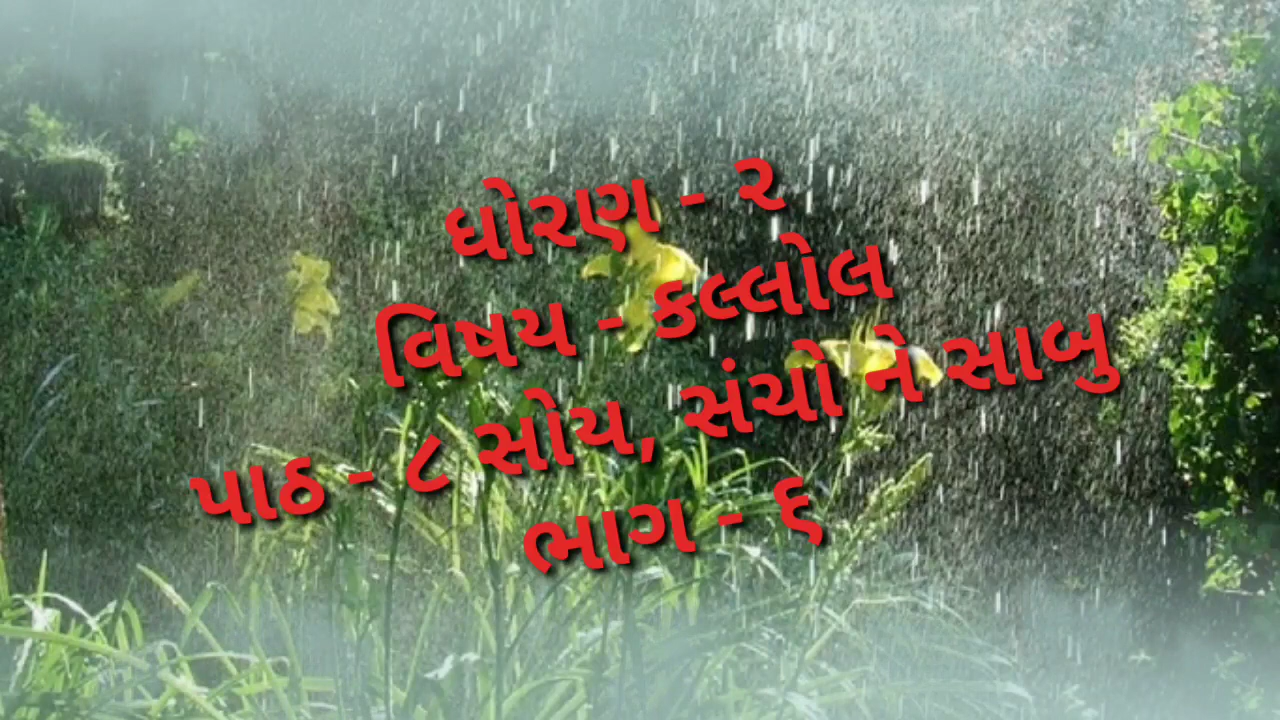 ધોરણ - ૨
વિષય - કલ્લોલ
પાઠ - ૮ સોય, સંચો ને સાબુ
ભાગ - ૬